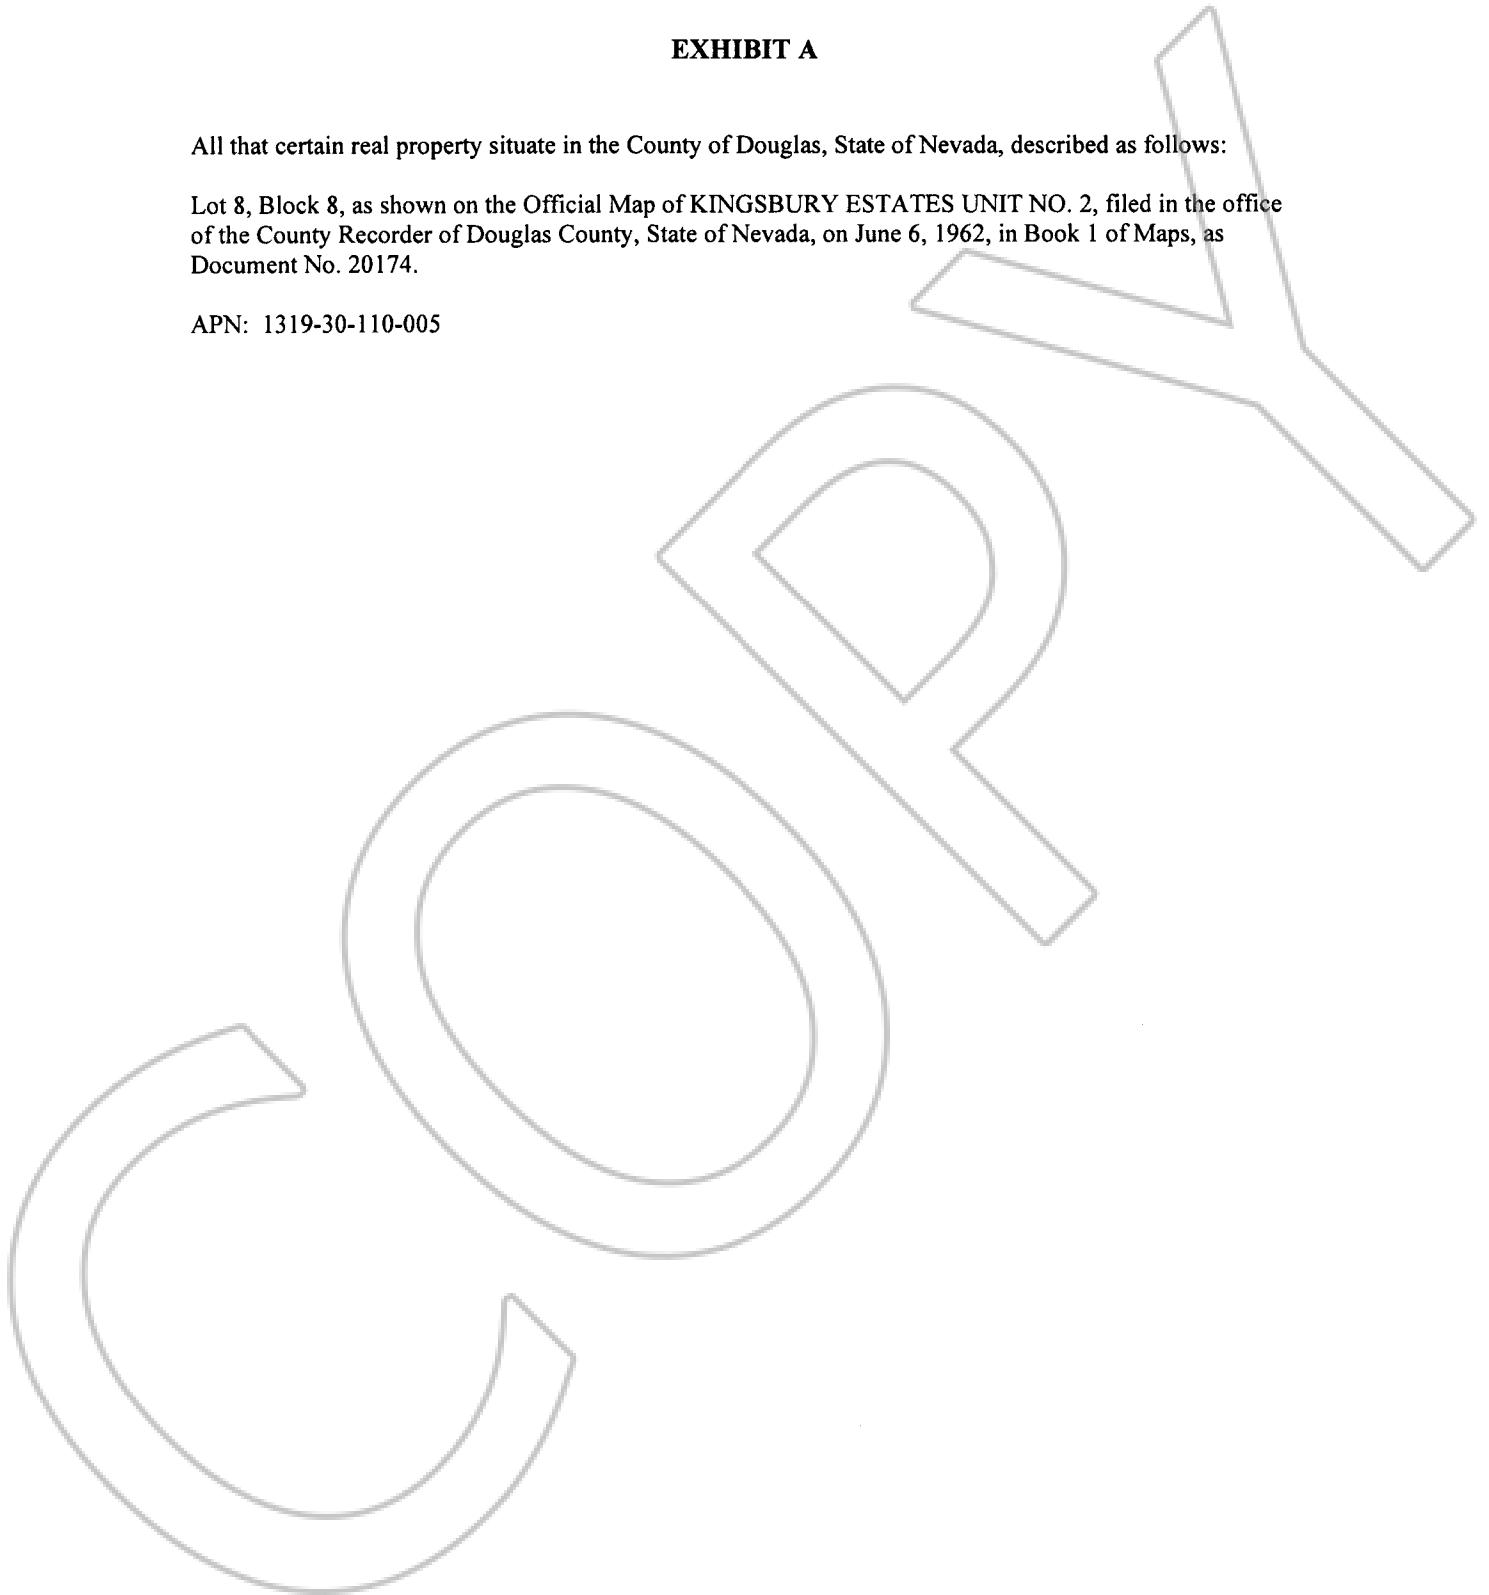 EXHIBIT A
All that certain real property situate in the County of Douglas, State of Nevada, described as follows:
Lot 8, Block 8, as shown on the Official Map of KINGSBURY ESTATES UNIT NO. 2, filed in the office
of the County Recorder of Douglas County, State of Nevada, on June 6, 1962, in Book 1 of Maps, as
Document No. 20174.
APN: 1319-30-110-005
COPY